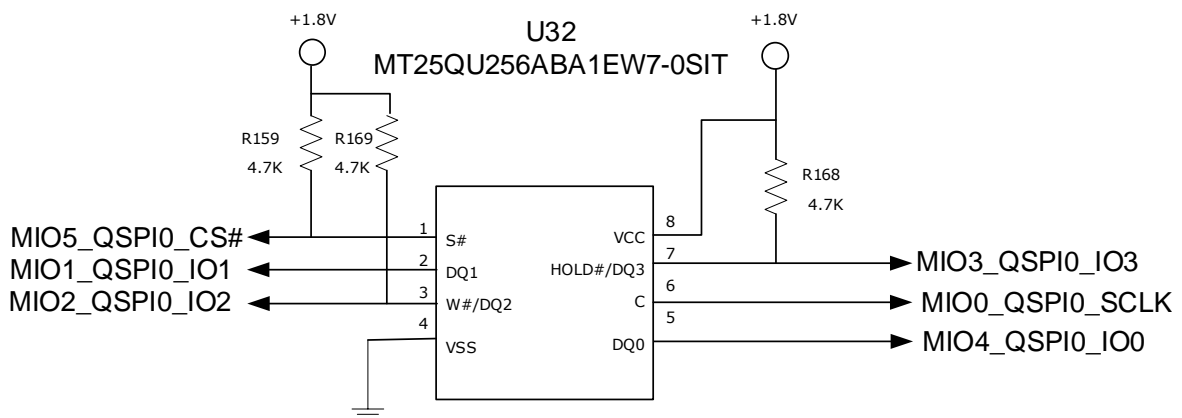 +1.8V
U32
MT25QU256ABA1EW7-0SIT
+1.8V
R159
4.7K
R169
4.7K
R168
4.7K
MIO5_QSPI0_CS#
1
S#
MIO1_QSPI0_IO1
2
DQ1
MIO2_QSPI0_IO2
3
W#/DQ2
4
VSS
VCC
8
HOLD#/DQ3
7
MIO3_QSPI0_IO3
C
6
MIO0_QSPI0_SCLK
DQ0
5
MIO4_QSPI0_IO0